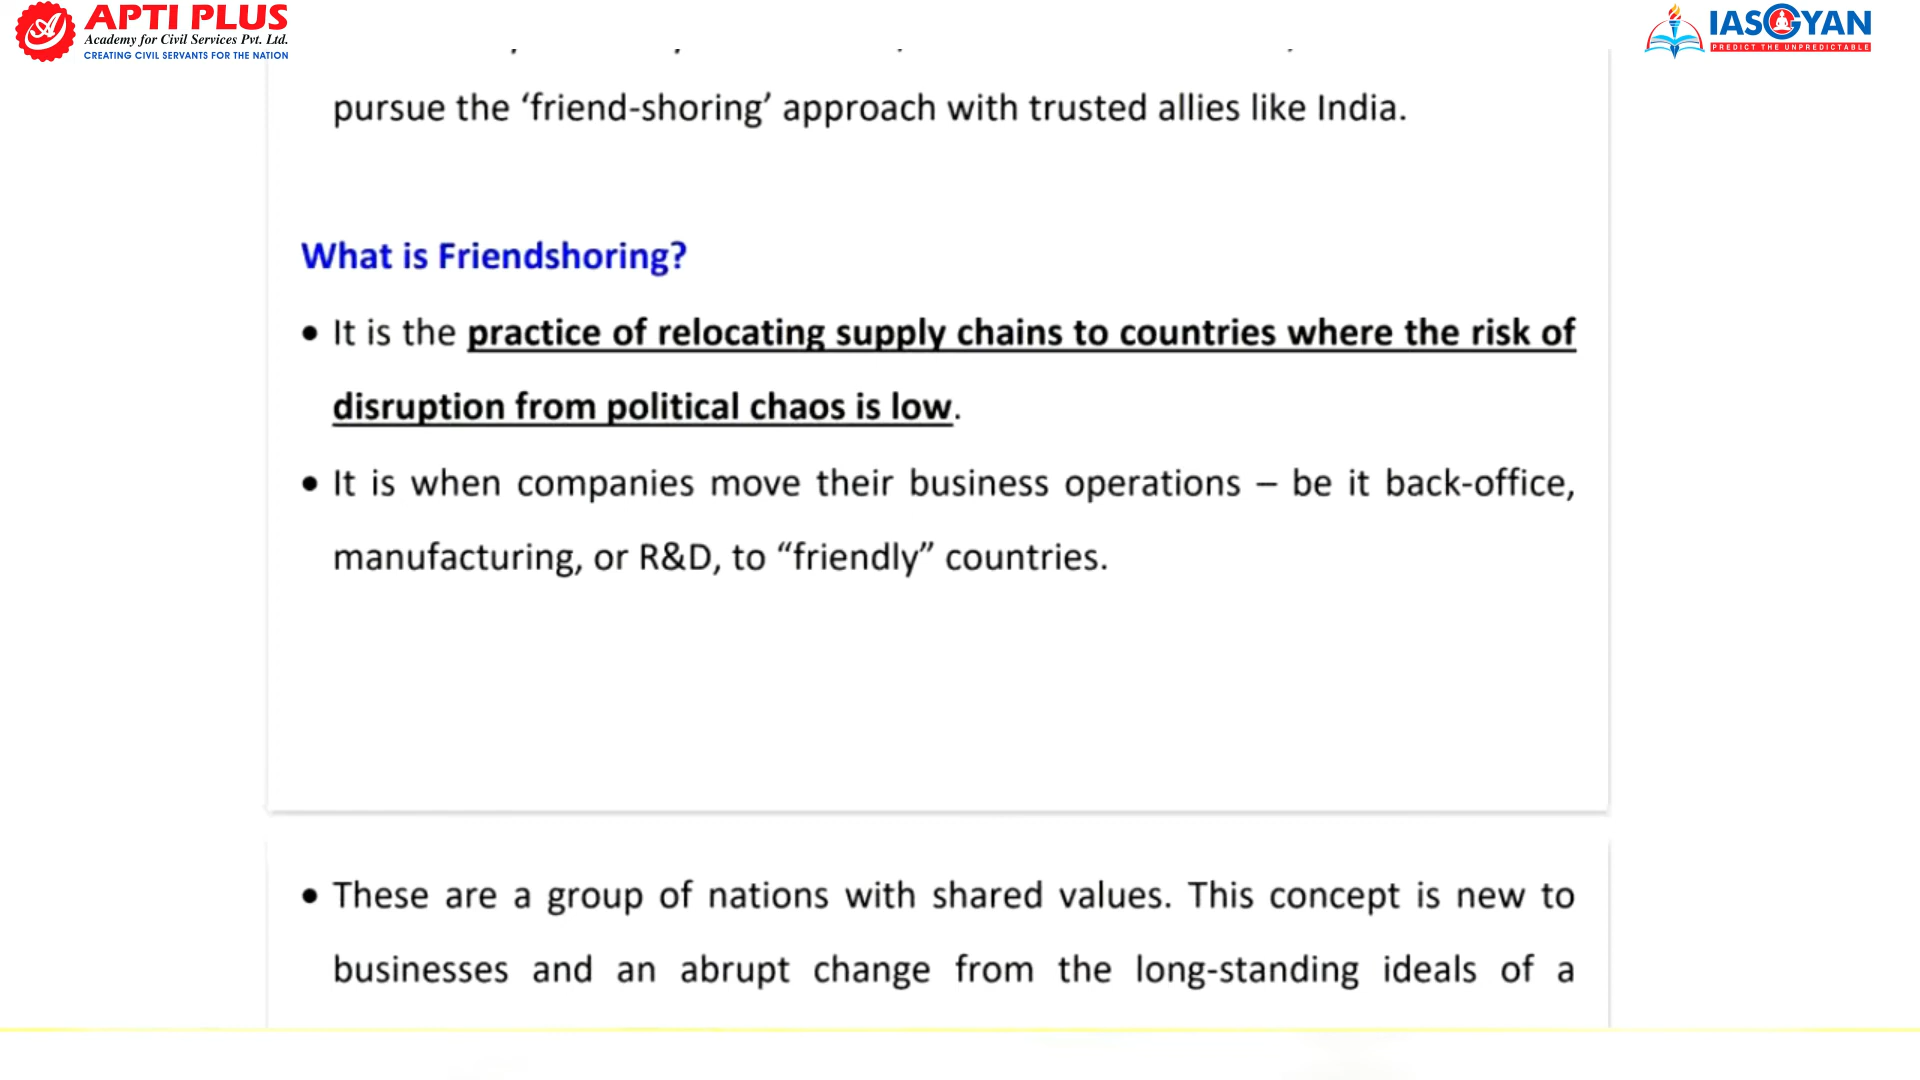 APTI PLUS
Academy for Civil Services Pvt. Ltd.
CREATING CIVIL SERVANTS FOR THE NATION
IASGYAN
PREDICT THE UNPREDICTABLE
pursue the ‘friend-shoring’ approach with trusted allies like India.
What is Friendshoring?
• It is the practice of relocating supply chains to countries where the risk of
disruption from political chaos is low.
• It is when companies move their business operations – be it back-office,
manufacturing, or R&D, to “friendly” countries.
• These are a group of nations with shared values. This concept is new to
businesses and an abrupt change from the long-standing ideals of a